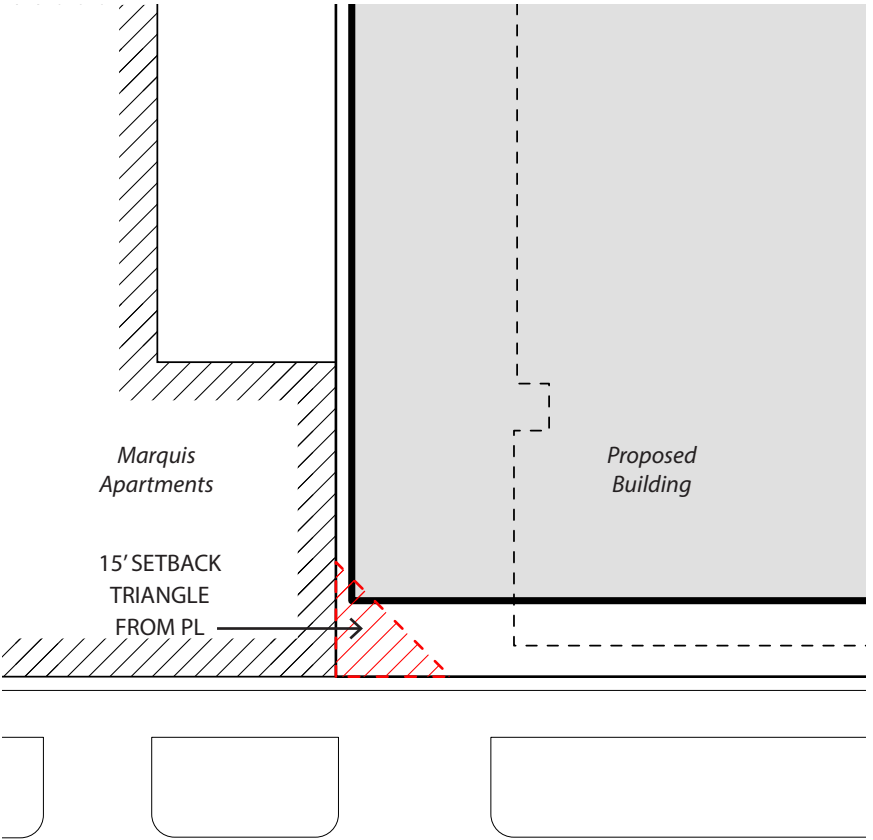 Marquis
Apartments
Proposed
Building
15' SETBACK
TRIANGLE
FROM PL